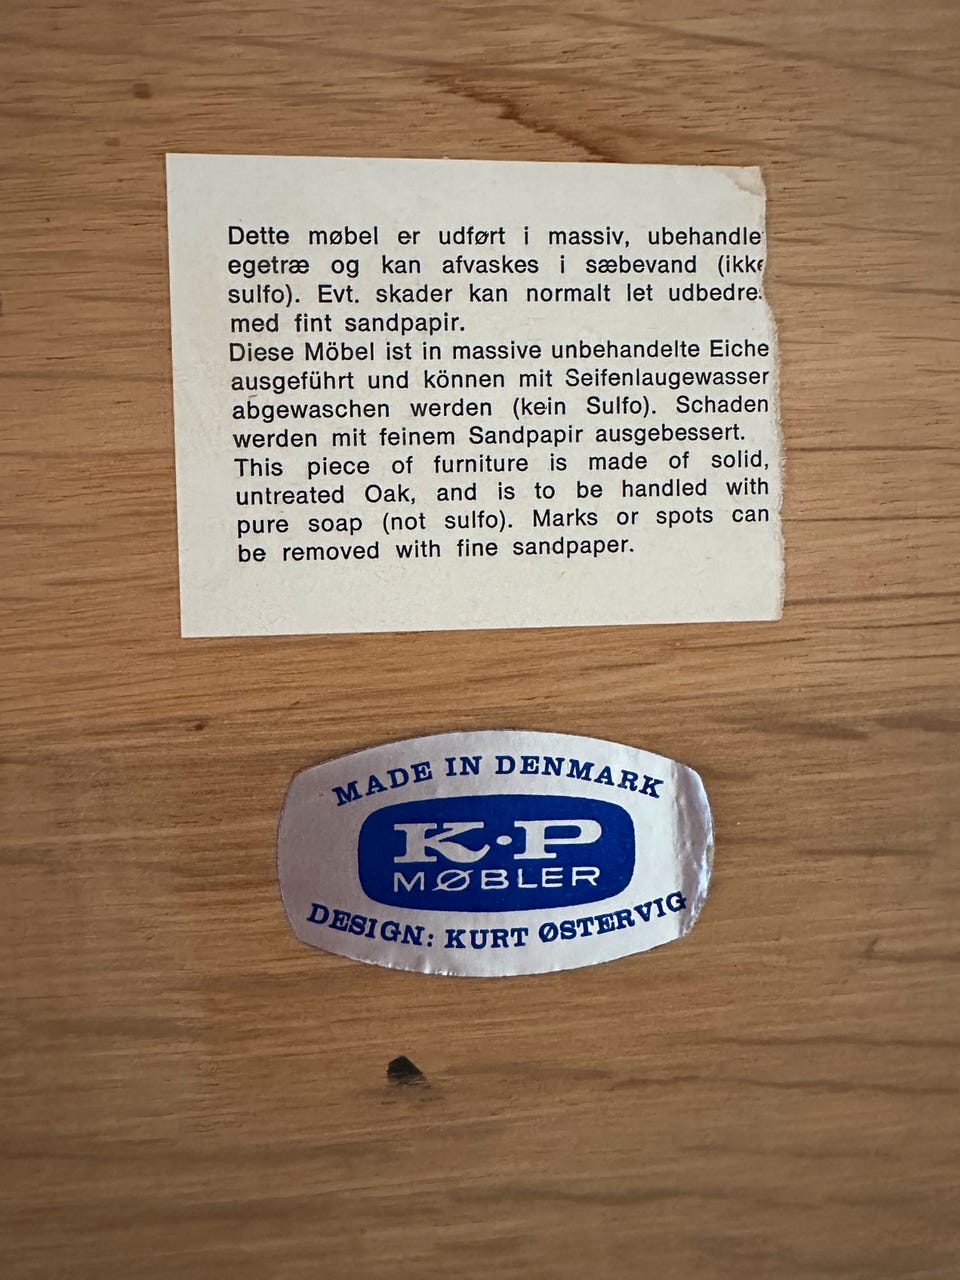 Dette møbel er udført i massiv, ubehandle
egetræ og kan afvaskes i sæbevand (ikke
sulfo). Evt. skader kan normalt let udbedre
med fint sandpapir.
Diese Möbel ist in massive unbehandelte Eiche
ausgeführt und können mit Seifenlaugewasser
abgewaschen werden (kein Sulfo). Schaden
werden mit feinem Sandpapir ausgebessert.
This piece of furniture is made of solid,
untreated Oak, and is to be handled with
pure soap (not sulfo). Marks or spots can
be removed with fine sandpaper.
MADE IN DENMARK
K·P
MØBLER
DESIGN: KURT ØSTERVIG